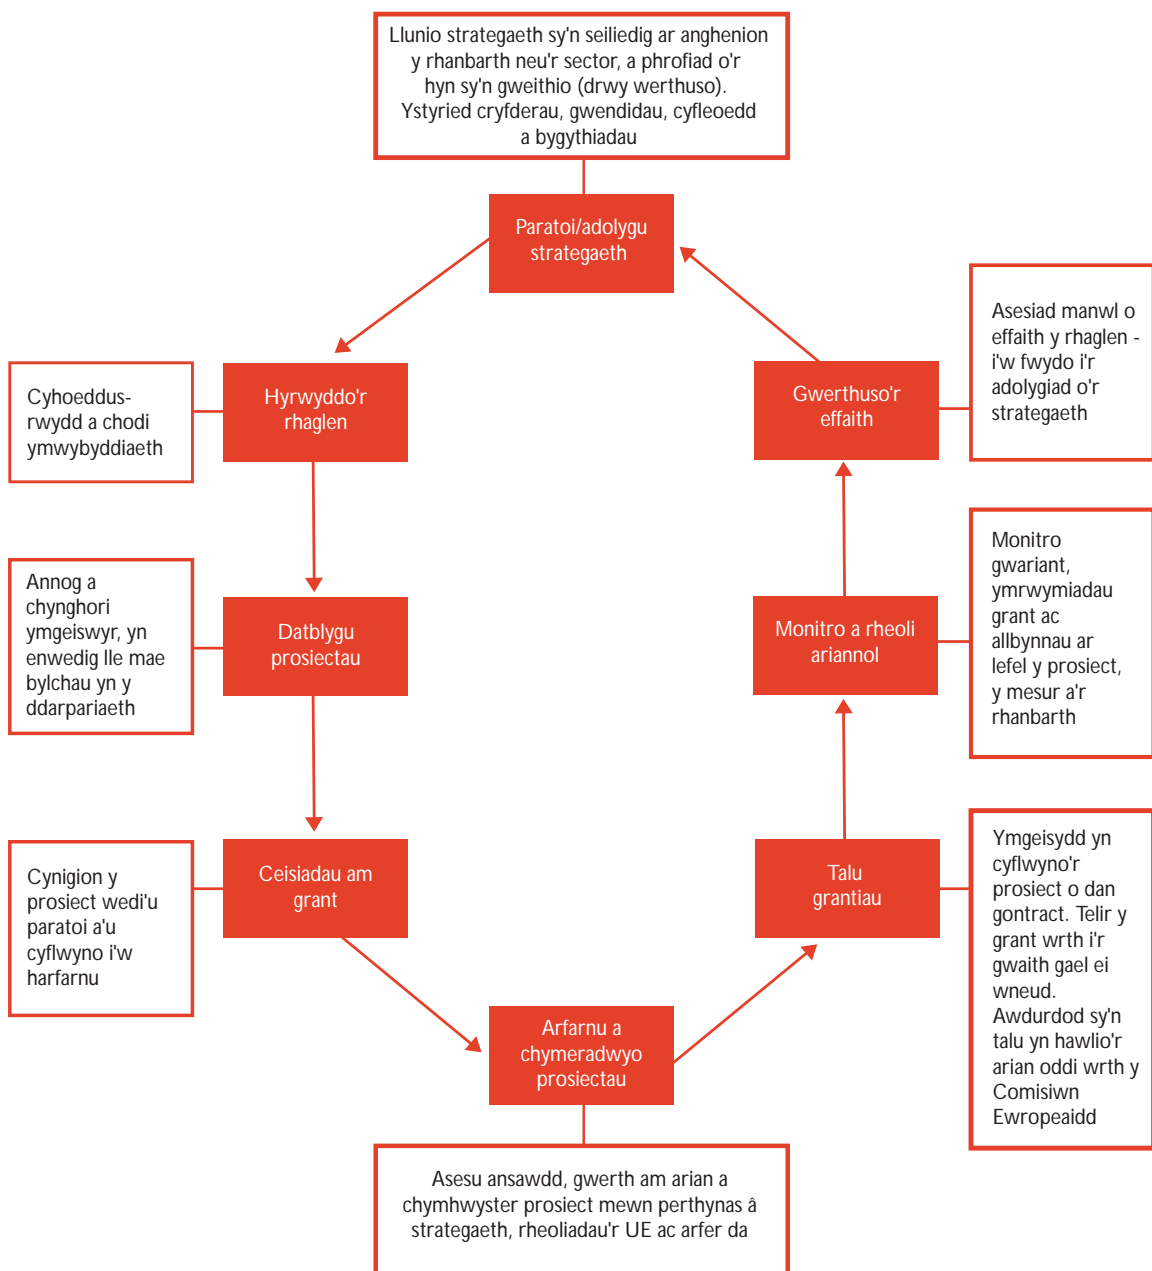 Llunio strategaeth sy'n seiliedig ar anghenion
y rhanbarth neu'r sector, a phrofiad o'r
hyn sy'n gweithio (drwy werthuso).
Ystyried cryfderau, gwendidau, cyfleoedd
a bygythiadau
Paratoi/adolygu
strategaeth
Cyhoeddus-
rwydd a chodi
ymwybyddiaeth
Hyrwyddo'r
rhaglen
Annog a
chynghori
ymgeiswyr, yn
enwedig lle mae
bylchau yn y
ddarpariaeth
Datblygu
prosiectau
Cynigion y
prosiect wedi'u
paratoi a'u
cyflwyno i'w
harfarnu
Ceisiadau am
grant
Arfarnu a
chymeradwyo
prosiectau
Asesu ansawdd, gwerth am arian a
chymhwyster prosiect mewn perthynas â
strategaeth, rheoliadau'r UE ac arfer da
Talu
grantiau
Ymgeisydd yn
cyflwyno'r
prosiect o dan
gontract. Telir y
grant wrth i'r
gwaith gael ei
wneud.
Awdurdod sy'n
talu yn hawlio'r
arian oddi wrth y
Comisiwn
Ewropeaidd
Monitro a rheoli
ariannol
Monitro
gwariant,
ymrwymiadau
grant ac
allbynnau ar
lefel y prosiect,
y mesur a'r
rhanbarth
Gwerthuso'r
effaith
Asesiad manwl o
effaith y rhaglen -
i'w fwydo i'r
adolygiad o'r
strategaeth